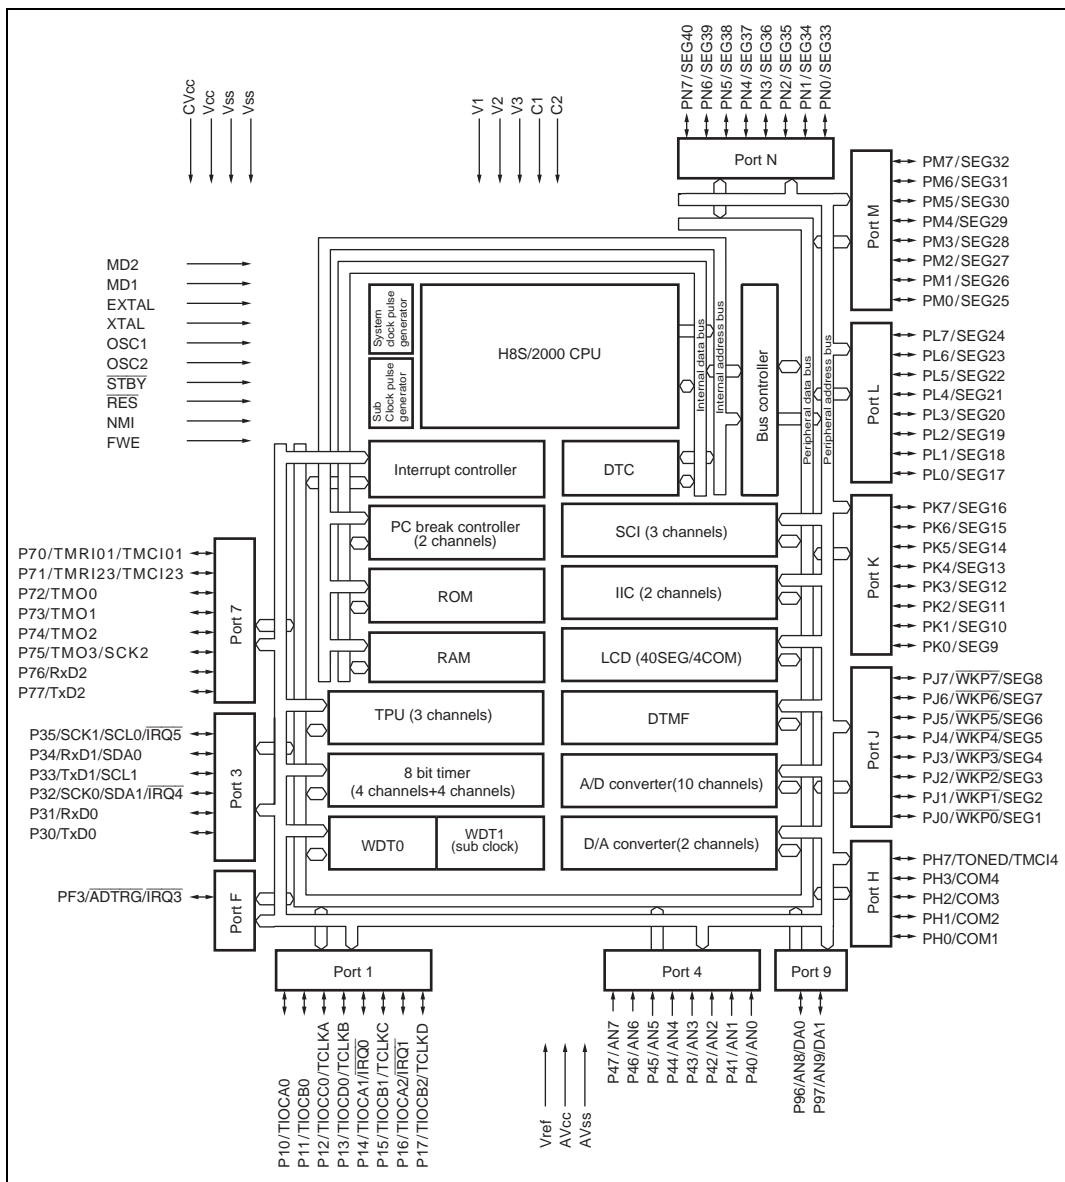 CVcc
Vcc
Vss
Vss
V1
V2
V3
C1
C2
PN7/SEG40
PN6/SEG39
PN5/SEG38
PN4/SEG37
PN3/SEG36
PN2/SEG35
PN1/SEG34
PN0/SEG33
Port N
MD2
MD1
EXTAL
XTAL
OSC1
OSC2
STBY
RES
NMI
FWE
Port M
PM7/SEG32
PM6/SEG31
PM5/SEG30
PM4/SEG29
PM3/SEG28
PM2/SEG27
PM1/SEG26
PM0/SEG25
System
clock pulse
generator
Sub
Clock pulse
generator
H8S/2000 CPU
Internal data bus
Internal address bus
Bus controller
Peripheral data bus
Peripheral address bus
Port L
PL7/SEG24
PL6/SEG23
PL5/SEG22
PL4/SEG21
PL3/SEG20
PL2/SEG19
PL1/SEG18
PL0/SEG17
Interrupt controller
DTC
PC break controller
(2 channels)
SCI (3 channels)
ROM
IIC (2 channels)
RAM
LCD (40SEG/4COM)
TPU (3 channels)
DTMF
8 bit timer
(4 channels+4 channels)
A/D converter(10 channels)
WDT0
WDT1
(sub clock)
D/A converter(2 channels)
Port K
PK7/SEG16
PK6/SEG15
PK5/SEG14
PK4/SEG13
PK3/SEG12
PK2/SEG11
PK1/SEG10
PK0/SEG9
P70/TMRI01/TMCI01
P71/TMRI23/TMCI23
P72/TMO0
P73/TMO1
P74/TMO2
P75/TMO3/SCK2
P76/RxD2
P77/TxD2
Port 7
Port J
PJ7/WKP7/SEG8
PJ6/WKP6/SEG7
PJ5/WKP5/SEG6
PJ4/WKP4/SEG5
PJ3/WKP3/SEG4
PJ2/WKP2/SEG3
PJ1/WKP1/SEG2
PJ0/WKP0/SEG1
P35/SCK1/SCL0/IRQ5
P34/RxD1/SDA0
P33/TxD1/SCL1
P32/SCK0/SDA1/IRQ4
P31/RxD0
P30/TxD0
Port 3
PF3/ADTRG/IRQ3
Port F
Port H
PH7/TONED/TMCI4
PH3/COM4
PH2/COM3
PH1/COM2
PH0/COM1
Port 1
Port 4
Port 9
P10/TIOCA0
P11/TIOCB0
P12/TIOCC0/TCLKA
P13/TIOCD0/TCLKB
P14/TIOCA1/IRQ0
P15/TIOCB1/TCLKC
P16/TIOCA2/IRQ1
P17/TIOCB2/TCLKD
Vref
AVcc
AVss
P47/AN7
P46/AN6
P45/AN5
P44/AN4
P43/AN3
P42/AN2
P41/AN1
P40/AN0
P96/AN8/DA0
P97/AN9/DA1